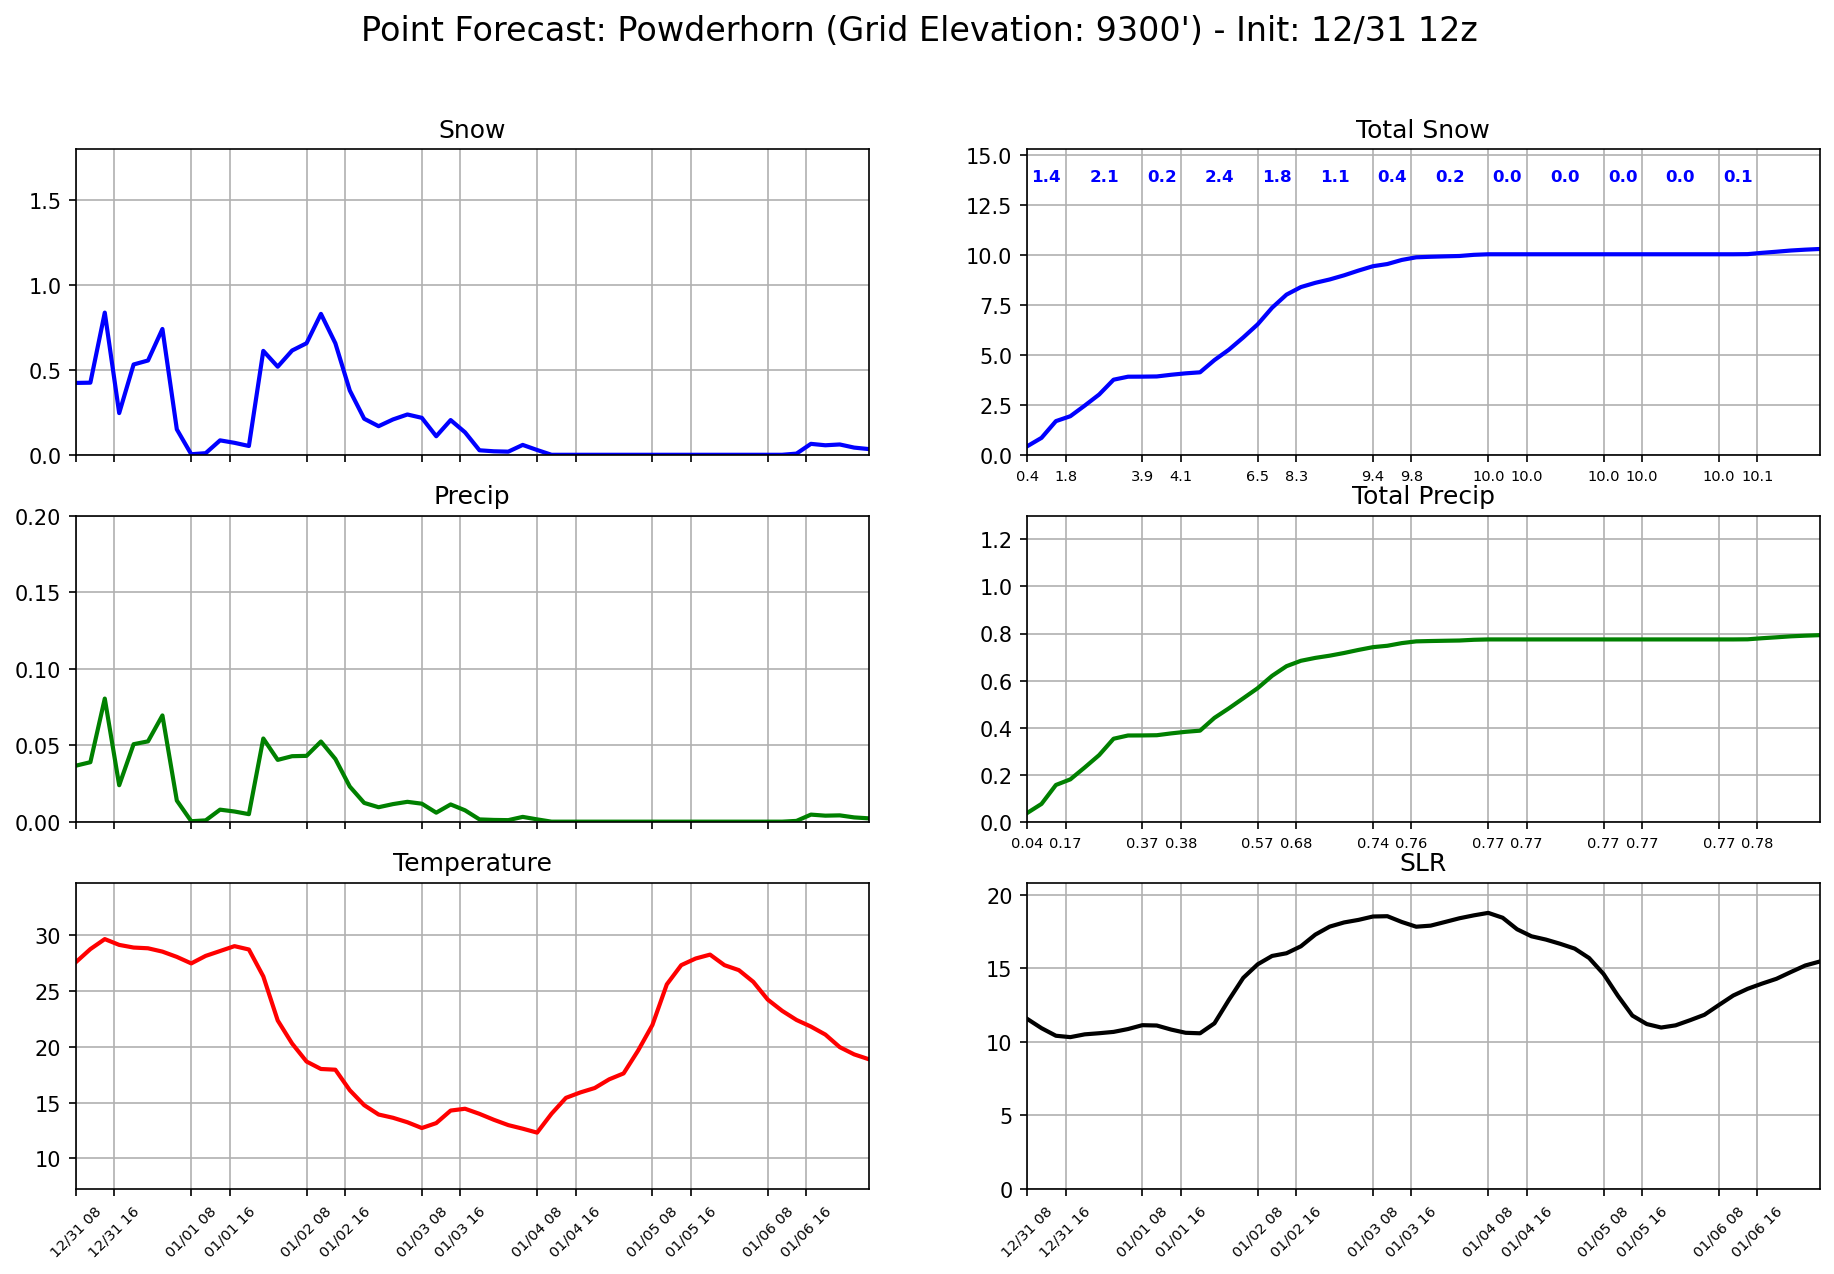 Point Forecast: Powderhorn (Grid Elevation: 9300') - Init: 12/31 12z
Snow
1.5
1.0
0.5
0.0
Total Snow
15.0
12.5
10.0
7.5
5.0
2.5
0.0
1.4 2.1 0.2 2.4 1.8 1.1 0.4 0.2 0.0 0.0 0.0 0.0 0.1
0.4 1.8 3.9 4.1 6.5 8.3 9.4 9.8 10.0 10.0 10.0 10.0 10.0 10.1
Precip
0.20
0.15
0.10
0.05
0.00
Total Precip
1.2
1.0
0.8
0.6
0.4
0.2
0.0
0.04 0.17 0.37 0.38 0.57 0.68 0.74 0.76 0.77 0.77 0.77 0.77 0.77 0.78
Temperature
30
25
20
15
10
12/31 08 12/31 16 01/01 08 01/01 16 01/02 08 01/02 16 01/03 08 01/03 16 01/04 08 01/04 16 01/05 08 01/05 16 01/06 08 01/06 16
SLR
20
15
10
5
0
12/31 08 12/31 16 01/01 08 01/01 16 01/02 08 01/02 16 01/03 08 01/03 16 01/04 08 01/04 16 01/05 08 01/05 16 01/06 08 01/06 16